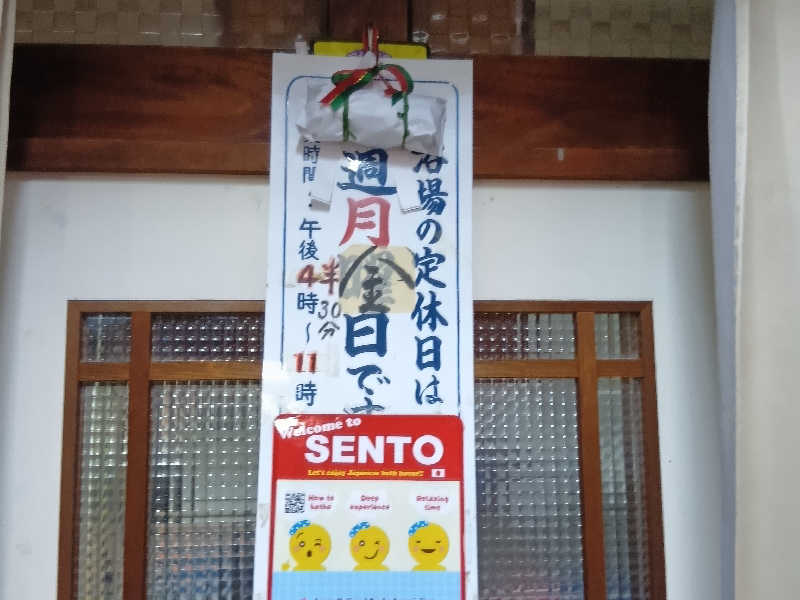 浴場の定休日は
週月金日です
時間:午後4時半30分～11時
Welcome to
SENTO
Let's enjoy Japanese bath house!!
How to
bathe
Deep
experience
Relaxing
time